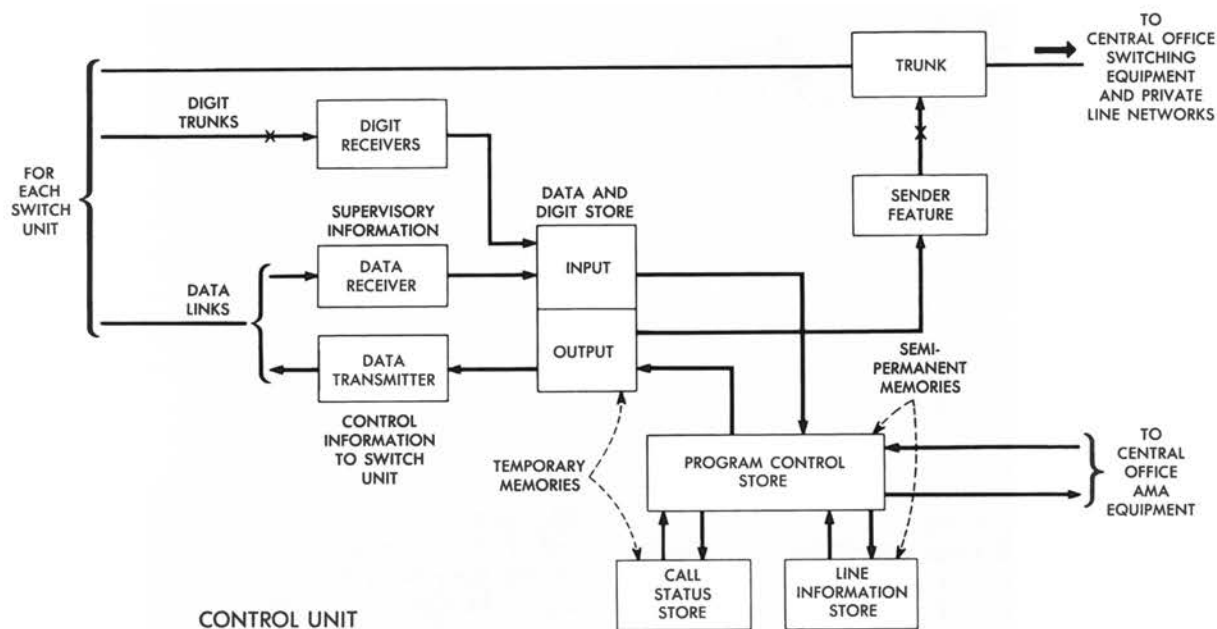 TO
CENTRAL OFFICE
SWITCHING
EQUIPMENT
AND PRIVATE
LINE NETWORKS
TRUNK
DIGIT
TRUNKS
DIGIT
RECEIVERS
FOR
EACH
SWITCH
UNIT
SENDER
FEATURE
DATA AND
DIGIT STORE
SUPERVISORY
INFORMATION
DATA
RECEIVER
INPUT
DATA
LINKS
OUTPUT
DATA
TRANSMITTER
SEMI-
PERMANENT
MEMORIES
CONTROL
INFORMATION
TO SWITCH
UNIT
TEMPORARY
MEMORIES
PROGRAM CONTROL
STORE
TO
CENTRAL
OFFICE
AMA
EQUIPMENT
CALL
STATUS
STORE
LINE
INFORMATION
STORE
CONTROL UNIT